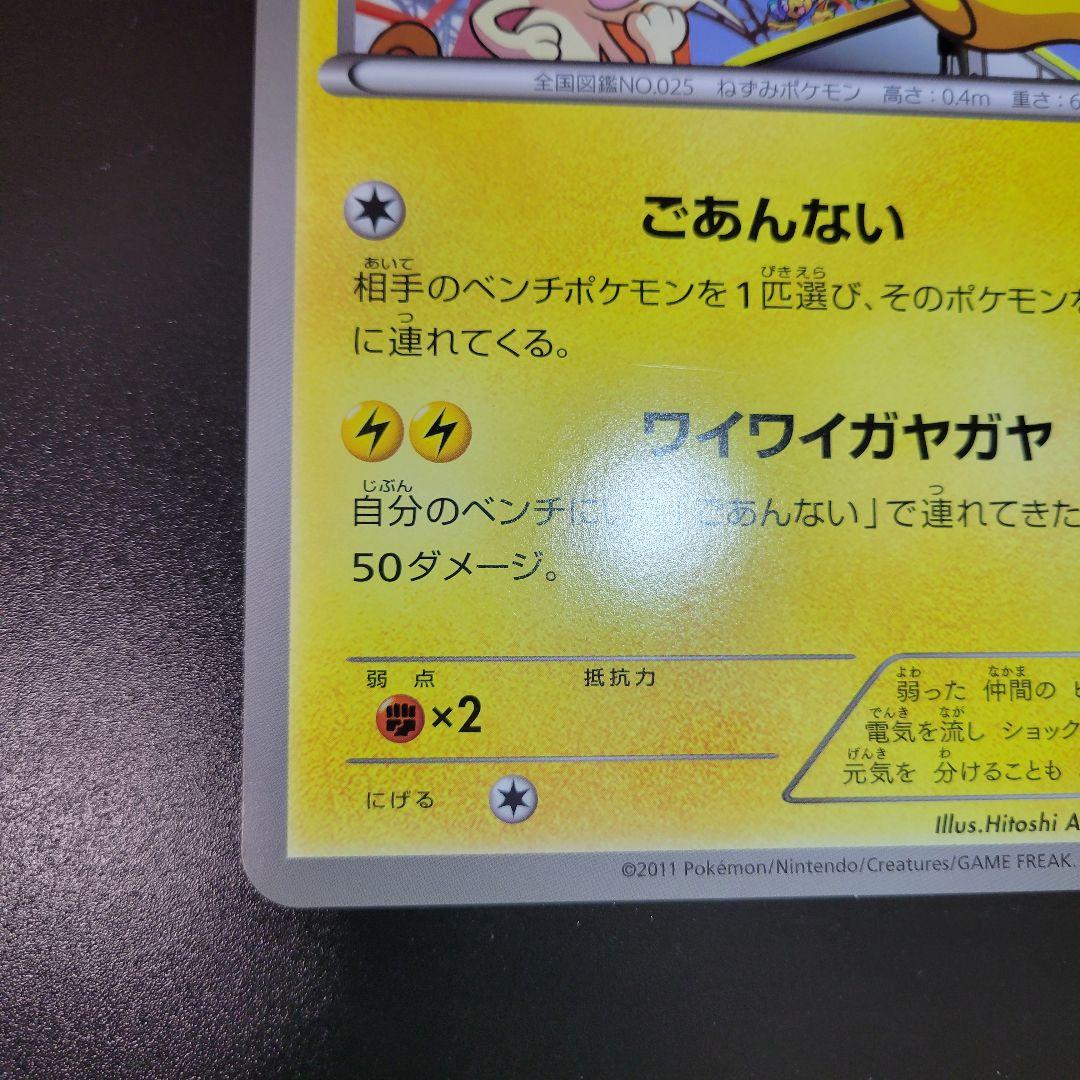 全国図鑑NO.025 ねずみポケモン 高さ:0.4m 重さ:6
ごあんない
あいて ぴきえら
相手のベンチポケモンを1匹選び、そのポケモンを
つ
に連れてくる。
ワイワイガヤガヤ
じぶん つ
自分のベンチに 「ごあんない」で連れてきた
50ダメージ。
弱点 抵抗力
×2
にげる
よわ なかま
弱った 仲間の
でんき なが
電気を流し ショック
げんき わ
元気を 分けることも
Illus.Hitoshi A
©2011 Pokémon/Nintendo/Creatures/GAME FREAK.